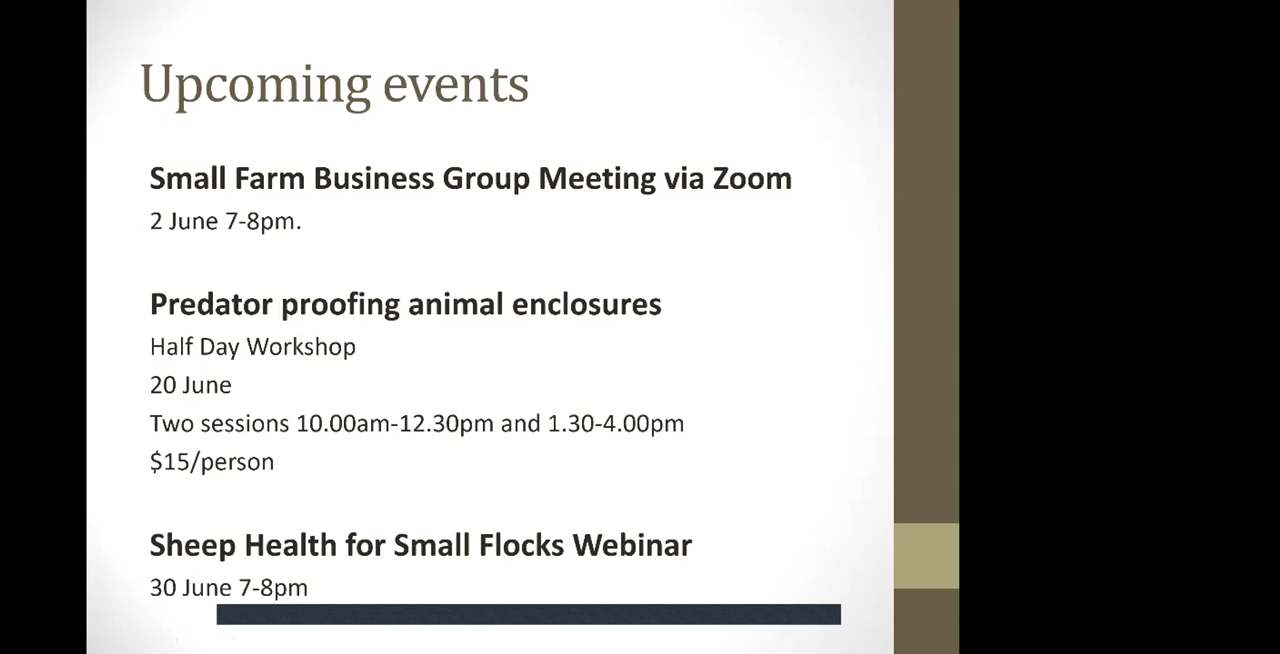 Upcoming events
Small Farm Business Group Meeting via Zoom
2 June 7-8pm.
Predator proofing animal enclosures
Half Day Workshop
20 June
Two sessions 10.00am-12.30pm and 1.30-4.00pm
$15/person
Sheep Health for Small Flocks Webinar
30 June 7-8pm